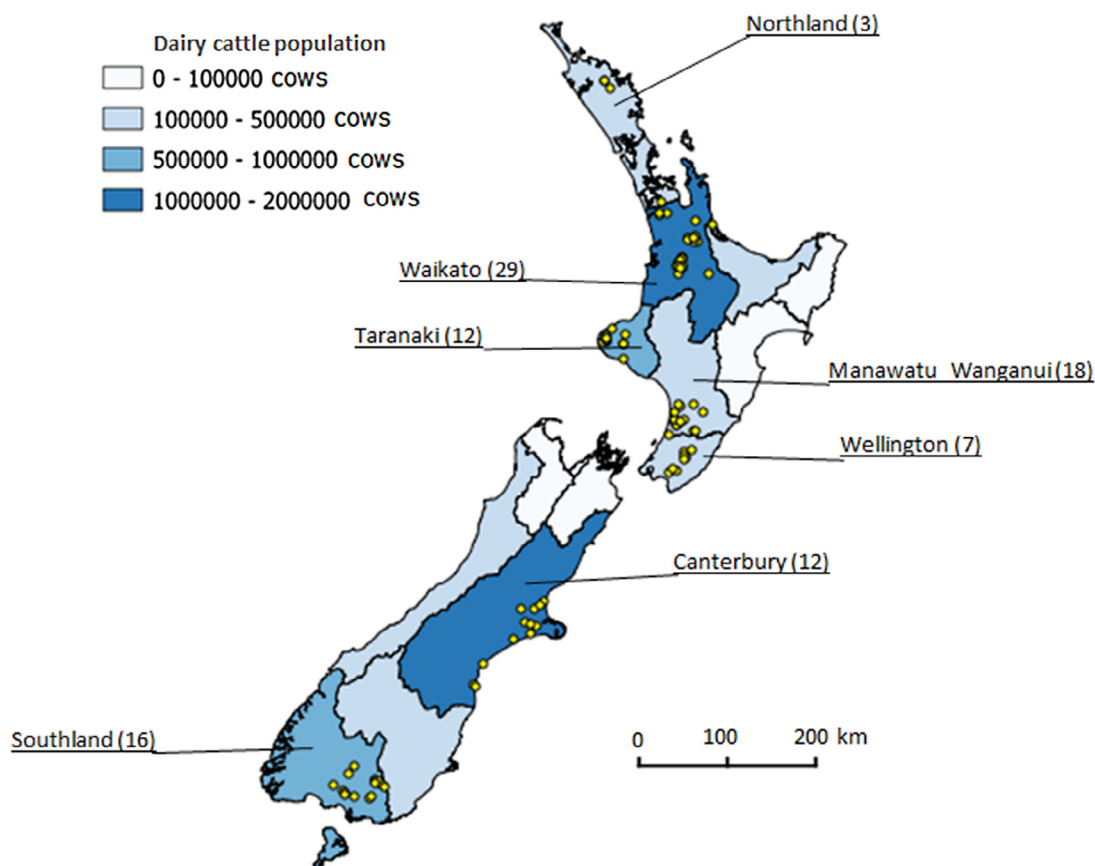 Northland (3)
Dairy cattle population
0 - 100000 cows
100000 - 500000 cows
500000 - 1000000 cows
1000000 - 2000000 cows
Waikato (29)
Taranaki (12)
Manawatu Wanganui (18)
Wellington (7)
Canterbury (12)
Southland (16)
0 100 200 km